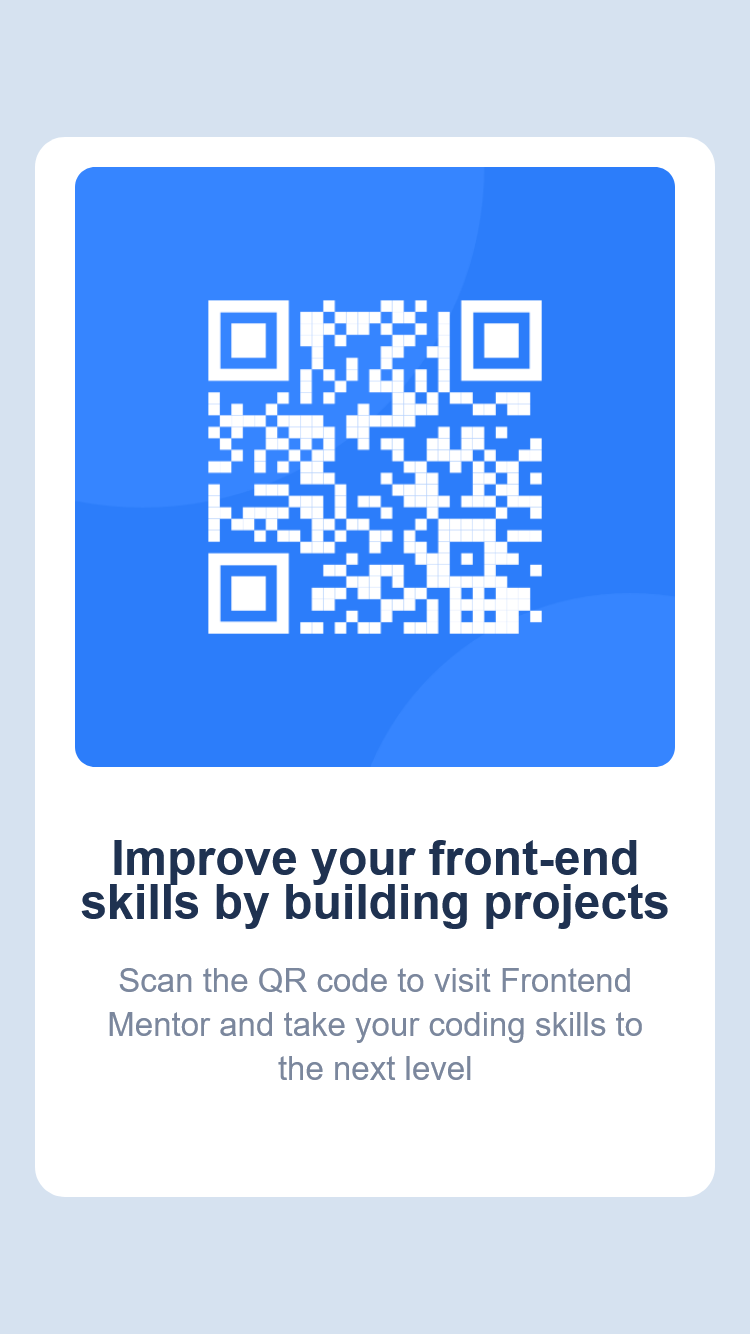 Improve your front-end
skills by building projects
Scan the QR code to visit Frontend
Mentor and take your coding skills to
the next level